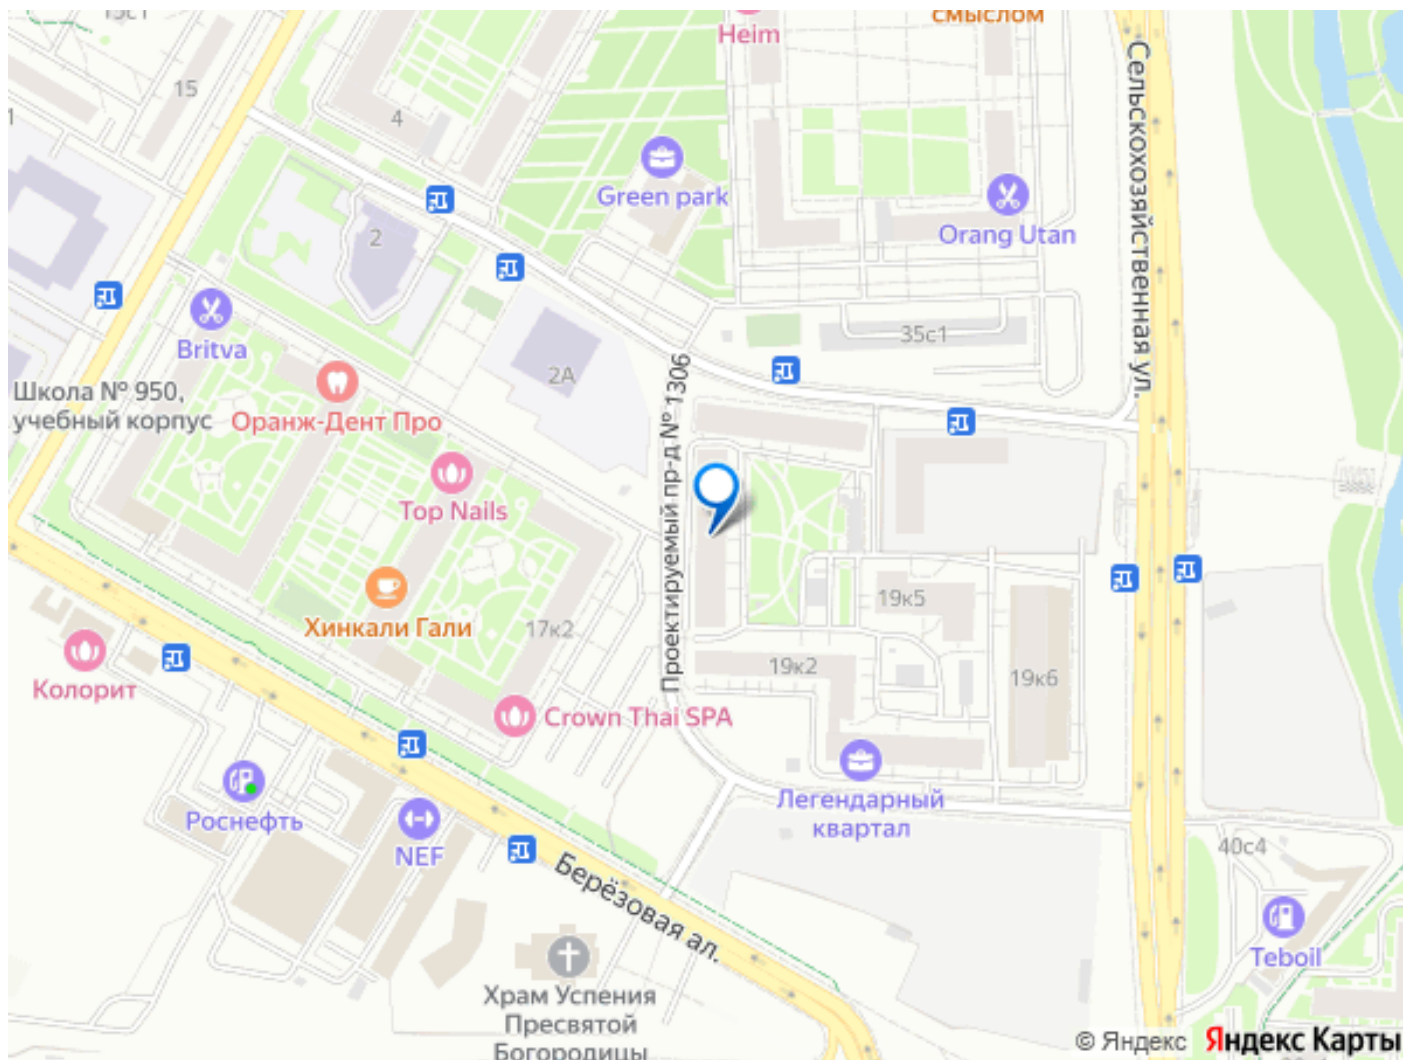 15с1
смыслом
Heim
15
4
1
Сельскохозяйственная ул.
Green park
Orang Utan
2
Britva
35с1
2А
Проектируемый пр-д № 1306
Школа № 950,
учебный корпус
Оранж-Дент Про
Top Nails
Хинкали Гали
17к2
19к5
19к2
19к6
Колорит
Crown Thai SPA
Роснефть
NEF
Легендарный
квартал
40с4
Берёзовая ал.
Teboil
Храм Успения
Пресвятой
Богородицы
© Яндекс Яндекс Карты